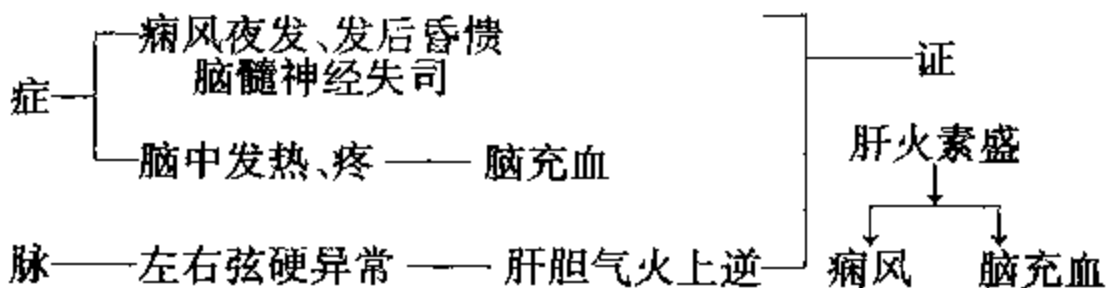 痫风夜发、发后昏愦
脑髓神经失司
证
症
脑中发热、疼 脑充血
肝火素盛
脉 左右弦硬异常 肝胆气火上逆
痫风 脑充血